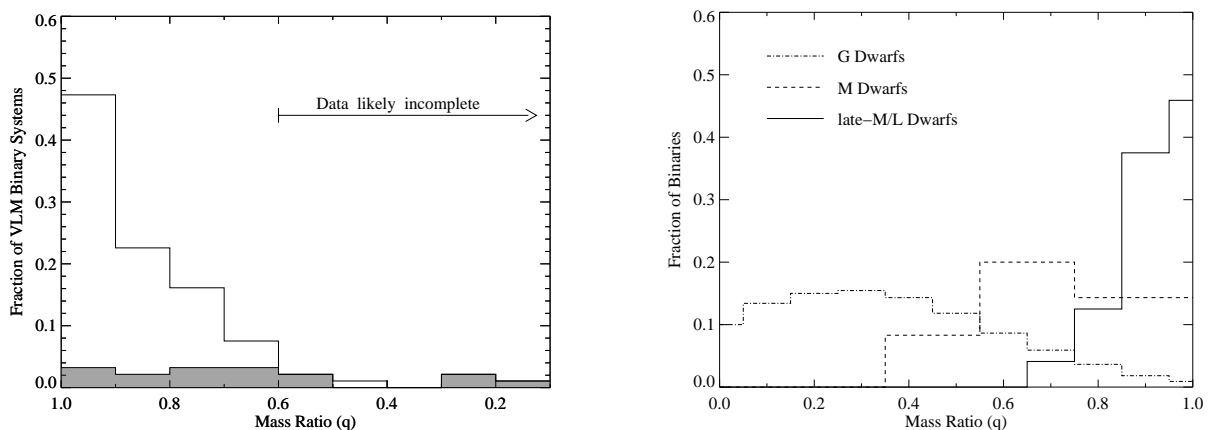 Fraction of VLM Binary Systems
0.6
0.5
0.4
0.3
0.2
0.1
0.0
Data likely incomplete
1.0 0.8 0.6 0.4 0.2
Mass Ratio (q)
Fraction of Binaries
0.6
0.5
0.4
0.3
0.2
0.1
0.0
G Dwarfs
M Dwarfs
late−M/L Dwarfs
0.0 0.2 0.4 0.6 0.8 1.0
Mass Ratio (q)